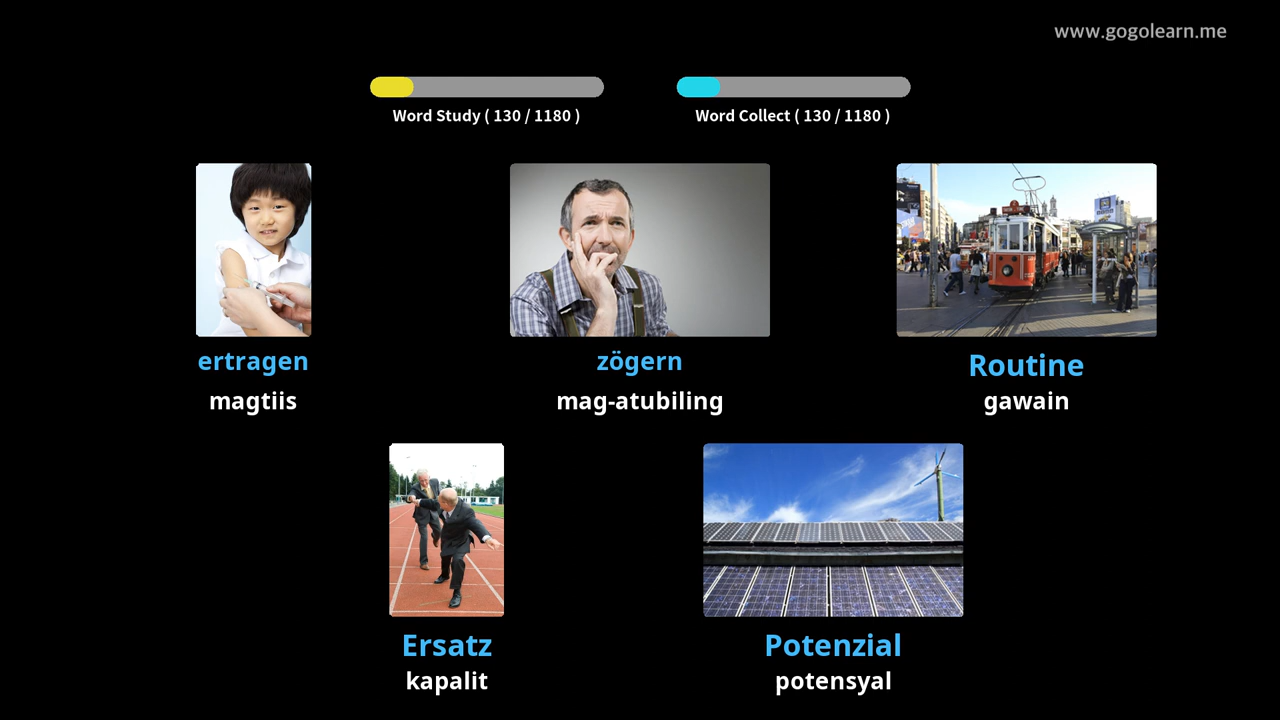 www.gogolearn.me
Word Study ( 130 / 1180 )
Word Collect ( 130 / 1180 )
ertragen
magtiis
zögern
mag-atubiling
Routine
gawain
Ersatz
kapalit
Potenzial
potensyal